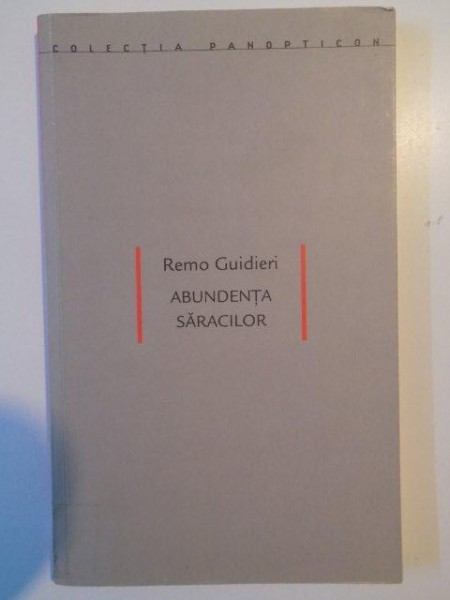 COLECȚIA PANOPTICON
Remo Guidieri
ABUNDENȚA
SĂRACILOR